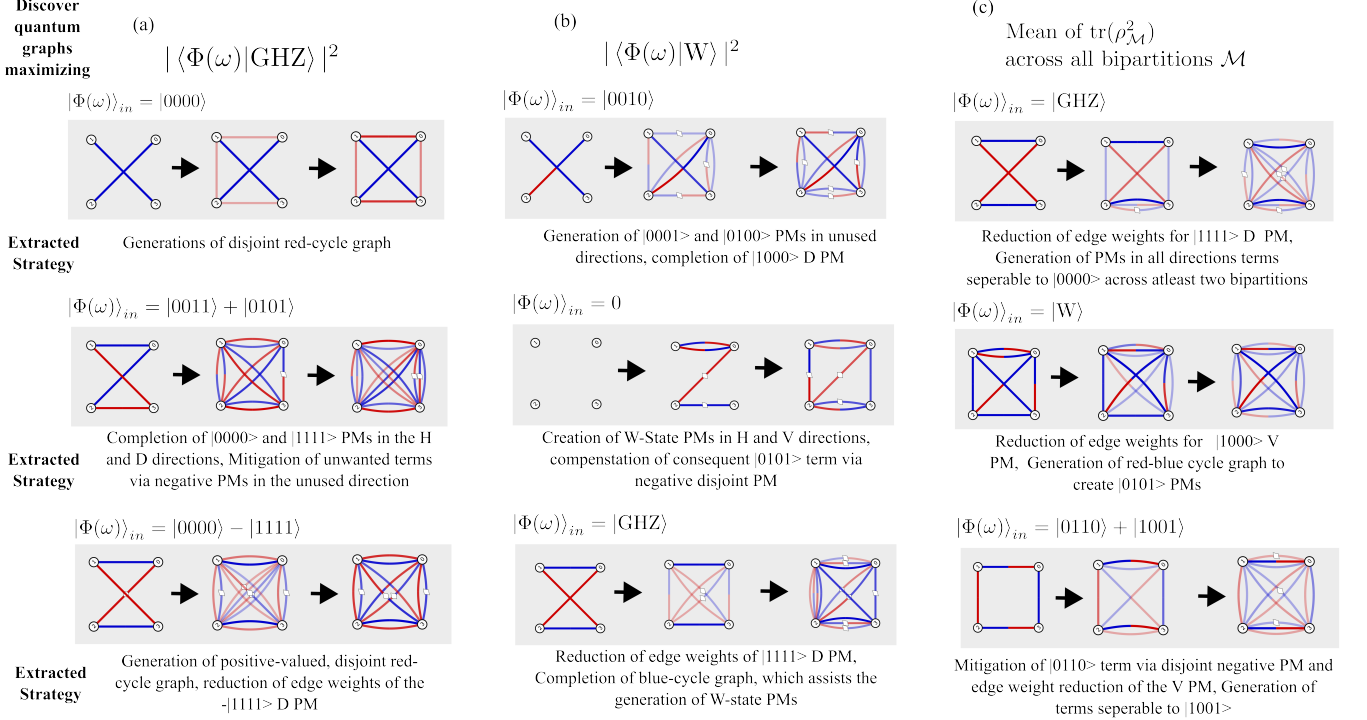 Discover
quantum
graphs
maximizing
(a)
| ⟨Φ(ω)|GHZ⟩ |²
(b)
| ⟨Φ(ω)|W⟩ |²
(c)
Mean of tr(ρ²_ℳ)
across all bipartitions ℳ
|Φ(ω)⟩_in = |0000⟩
Extracted
Strategy
Generations of disjoint red-cycle graph
|Φ(ω)⟩_in = |0010⟩
Generation of |0001> and |0100> PMs in unused
directions, completion of |1000> D PM
|Φ(ω)⟩_in = |GHZ⟩
Reduction of edge weights for |1111> D PM,
Generation of PMs in all directions terms
seperable to |0000> across atleast two bipartitions
|Φ(ω)⟩_in = |0011⟩ + |0101⟩
Extracted
Strategy
Completion of |0000> and |1111> PMs in the H
and D directions, Mitigation of unwanted terms
via negative PMs in the unused direction
|Φ(ω)⟩_in = 0
Creation of W-State PMs in H and V directions,
compenstation of consequent |0101> term via
negative disjoint PM
|Φ(ω)⟩_in = |W⟩
Reduction of edge weights for |1000> V
PM, Generation of red-blue cycle graph to
create |0101> PMs
|Φ(ω)⟩_in = |0000⟩ − |1111⟩
Extracted
Strategy
Generation of positive-valued, disjoint red-
cycle graph, reduction of edge weights of the
-|1111> D PM
|Φ(ω)⟩_in = |GHZ⟩
Reduction of edge weights of |1111> D PM,
Completion of blue-cycle graph, which assists the
generation of W-state PMs
|Φ(ω)⟩_in = |0110⟩ + |1001⟩
Mitigation of |0110> term via disjoint negative PM and
edge weight reduction of the V PM, Generation of
terms seperable to |1001>